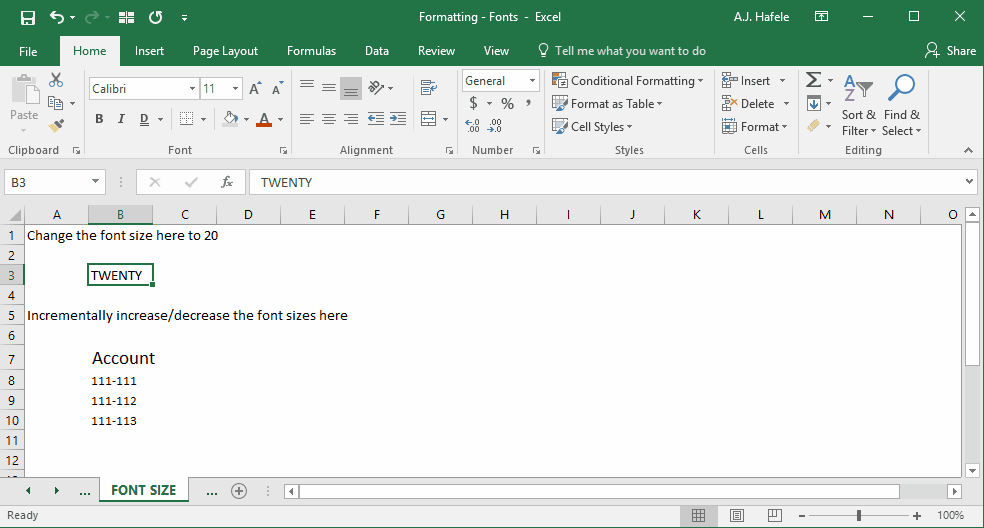 Formatting - Fonts - Excel
A.J. Hafele
File Home Insert Page Layout Formulas Data Review View Tell me what you want to do Share
Calibri 11 A A
General
Conditional Formatting
Insert
Σ
Paste
B I D A
$ % ,
Format as Table
Delete
Sort & Filter
Find & Select
Cell Styles
Format
Clipboard Font Alignment Number Styles Cells Editing
B3 fx TWENTY
A B C D E F G H I J K L M N O
1 Change the font size here to 20
2
3 TWENTY
4
5 Incrementally increase/decrease the font sizes here
6
7 Account
8 111-111
9 111-112
10 111-113
11
12
... FONT SIZE ...
Ready
100%